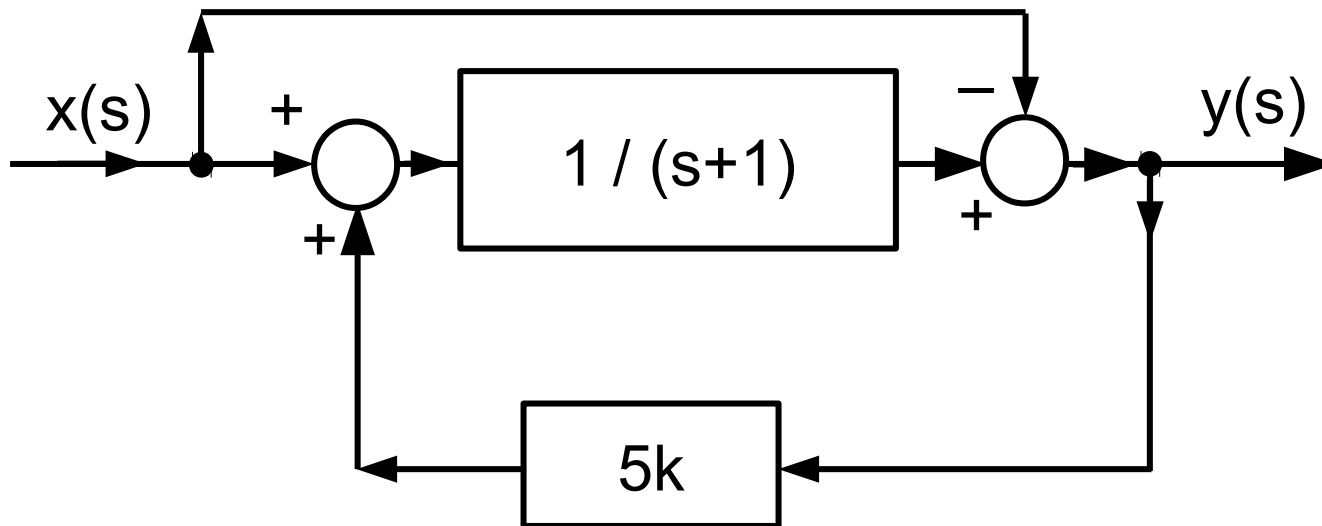 x(s)
+
1 / (s+1)
+
–
+
y(s)
5k